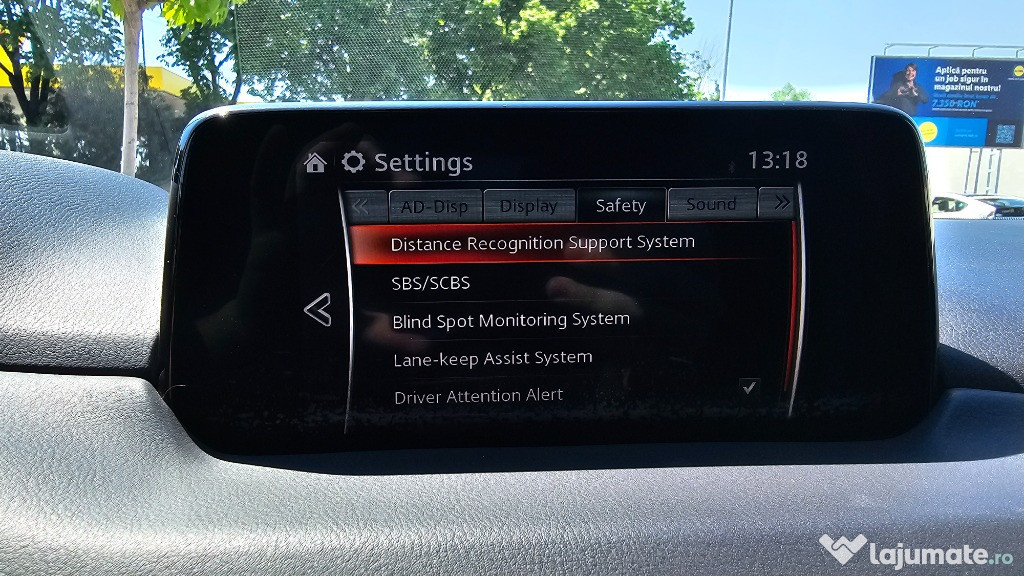 Settings
13:18
AD-Disp
Display
Safety
Sound
Distance Recognition Support System
SBS/SCBS
Blind Spot Monitoring System
Lane-keep Assist System
Driver Attention Alert
Aplică pentru
un job sigur în
magazinul nostru!
7.350 RON
lajumate.ro